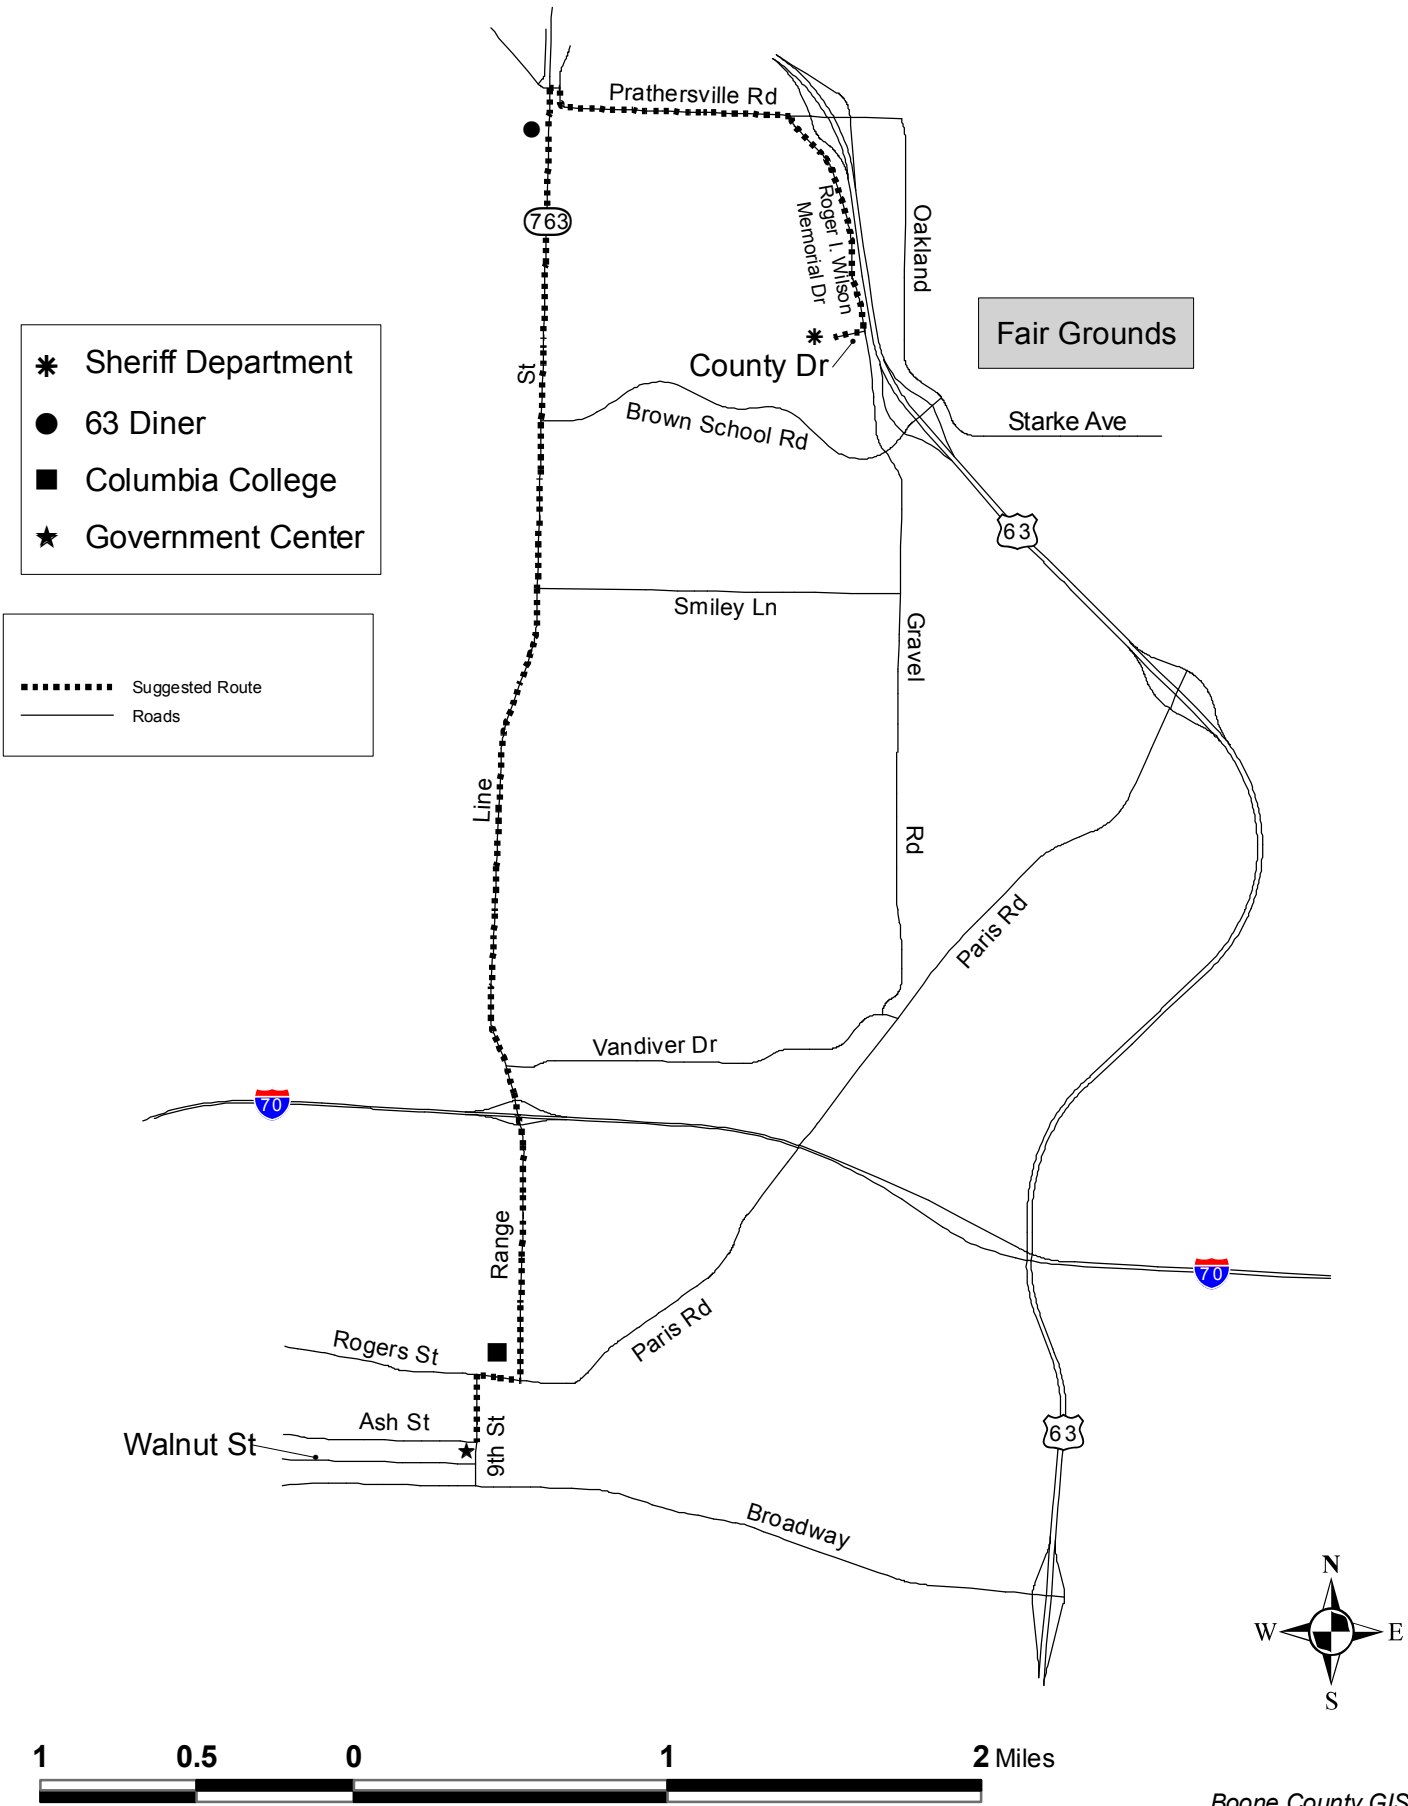 Prathersville Rd
763
Roger I. Wilson
Memorial Dr
Oakland
Fair Grounds
Sheriff Department
63 Diner
Columbia College
Government Center
St
County Dr
Brown School Rd
Starke Ave
63
Smiley Ln
Gravel
Suggested Route
Roads
Line
Rd
Paris Rd
Vandiver Dr
70
Range
70
Paris Rd
Rogers St
Ash St
Walnut St
9th St
63
Broadway
N
W E
S
1 0.5 0 1 2 Miles
Boone County GIS